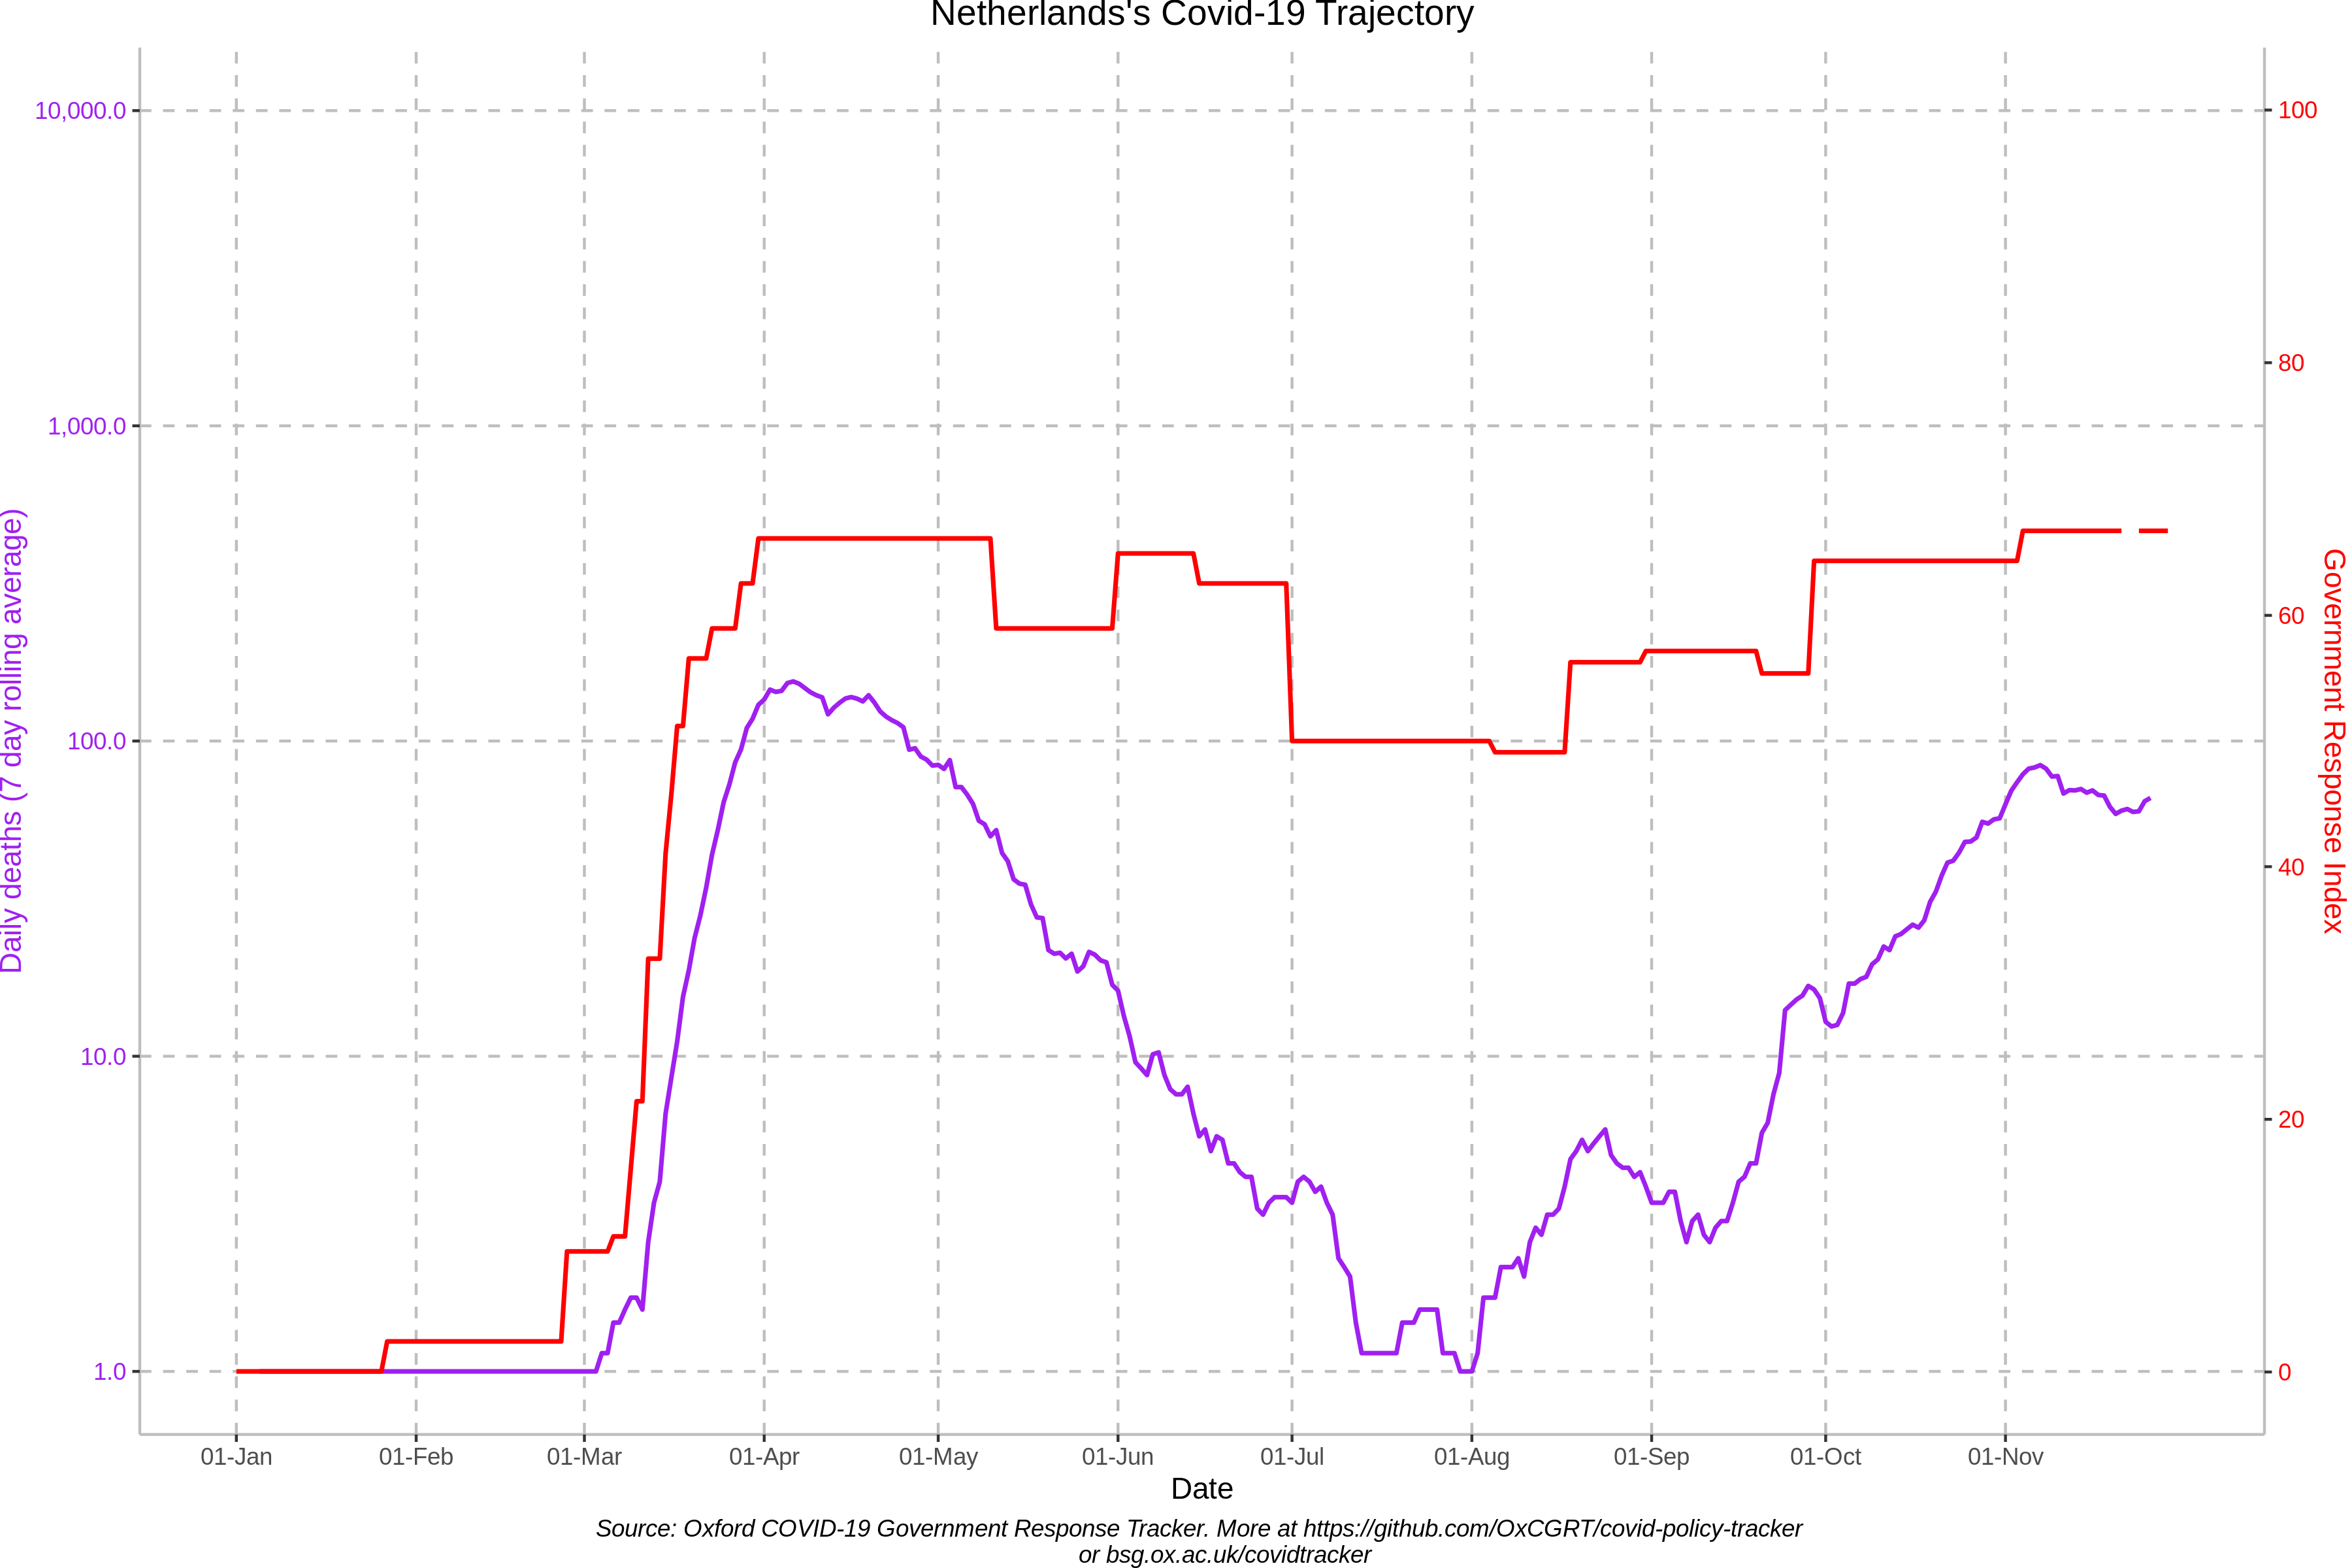 Netherlands's Covid-19 Trajectory
10,000.0
1,000.0
100.0
10.0
1.0
Daily deaths (7 day rolling average)
100
80
60
40
20
0
Government Response Index
01-Jan 01-Feb 01-Mar 01-Apr 01-May 01-Jun 01-Jul 01-Aug 01-Sep 01-Oct 01-Nov
Date
Source: Oxford COVID-19 Government Response Tracker. More at https://github.com/OxCGRT/covid-policy-tracker
or bsg.ox.ac.uk/covidtracker